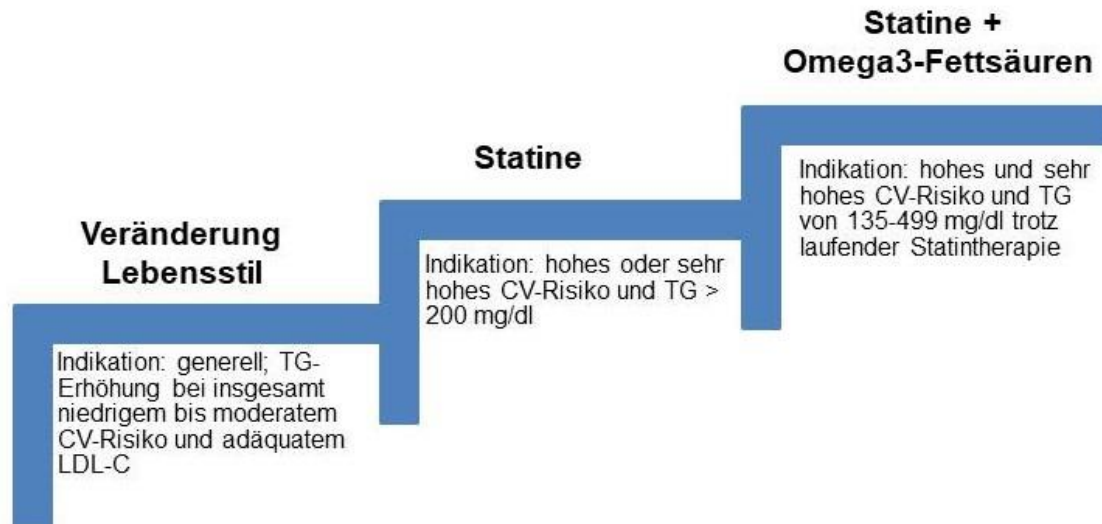 Veränderung
Lebensstil
Indikation: generell; TG-
Erhöhung bei insgesamt
niedrigem bis moderatem
CV-Risiko und adäquatem
LDL-C
Statine
Indikation: hohes oder sehr
hohes CV-Risiko und TG >
200 mg/dl
Statine +
Omega3-Fettsäuren
Indikation: hohes und sehr
hohes CV-Risiko und TG
von 135-499 mg/dl trotz
laufender Statintherapie